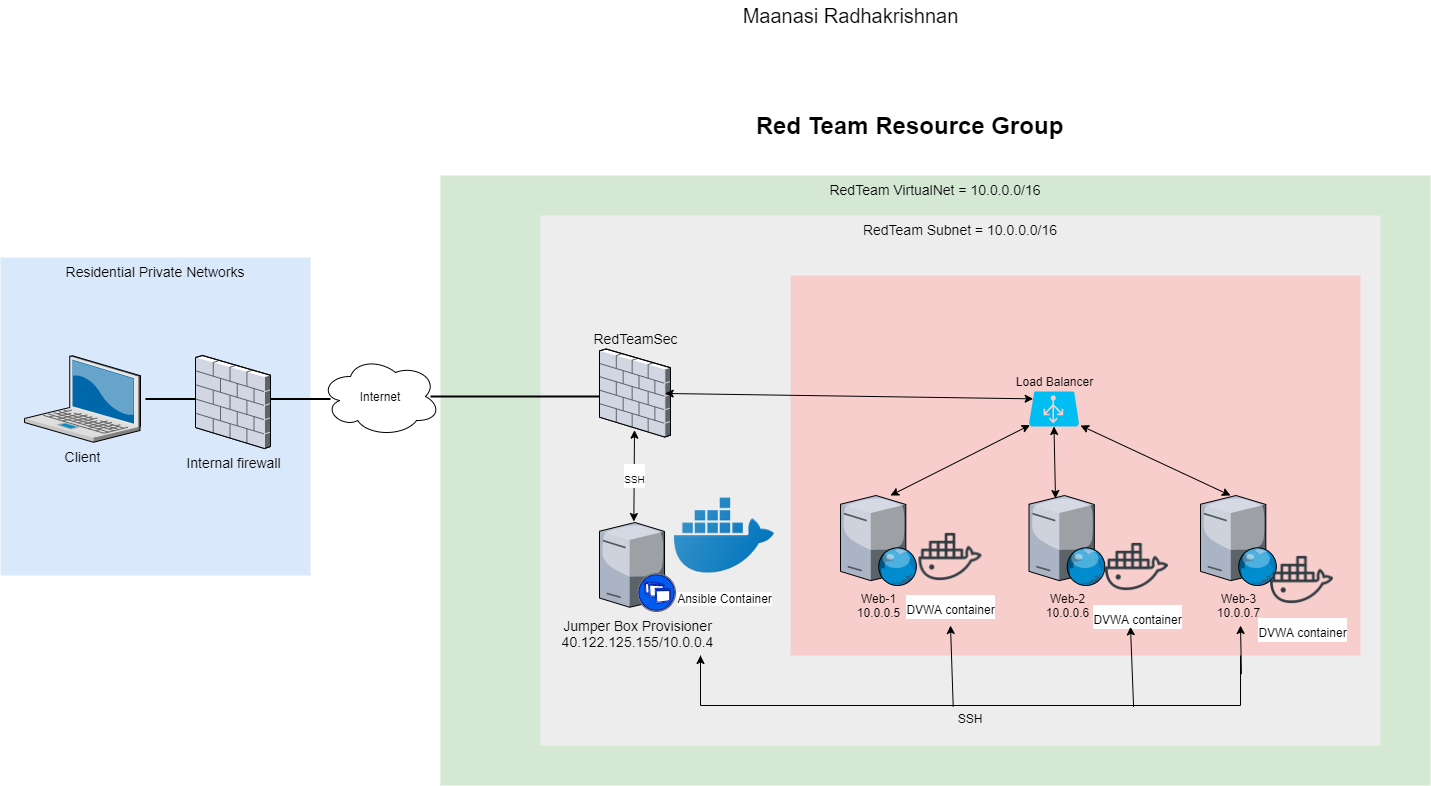 Maanasi Radhakrishnan
Red Team Resource Group
RedTeam VirtualNet = 10.0.0.0/16
RedTeam Subnet = 10.0.0.0/16
Residential Private Networks
Client
Internal firewall
Internet
RedTeamSec
SSH
Ansible Container
Jumper Box Provisioner
40.122.125.155/10.0.0.4
Load Balancer
Web-1
10.0.0.5
DVWA container
Web-2
10.0.0.6
DVWA container
Web-3
10.0.0.7
DVWA container
SSH